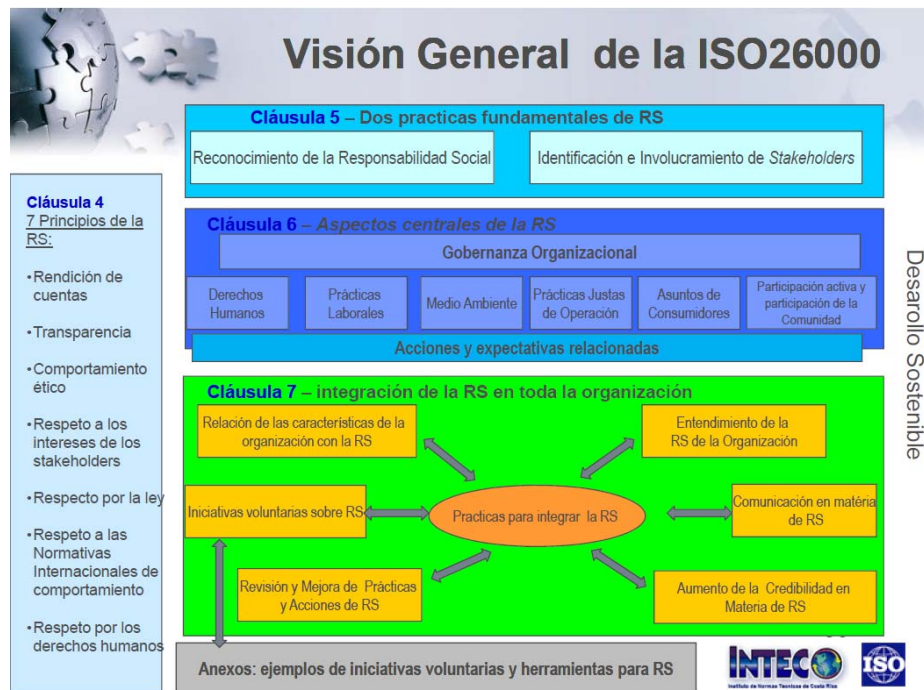 Visión General de la ISO26000
Cláusula 5 – Dos practicas fundamentales de RS
Reconocimiento de la Responsabilidad Social
Identificación e Involucramiento de Stakeholders
Cláusula 4
7 Principios de la
RS:
•Rendición de
cuentas
•Transparencia
•Comportamiento
ético
•Respeto a los
intereses de los
stakeholders
•Respecto por la ley
•Respeto a las
Normativas
Internacionales de
comportamiento
•Respeto por los
derechos humanos
Cláusula 6 – Aspectos centrales de la RS
Gobernanza Organizacional
Derechos
Humanos
Prácticas
Laborales
Medio Ambiente
Prácticas Justas
de Operación
Asuntos de
Consumidores
Participación activa y
participación de la
Comunidad
Acciones y expectativas relacionadas
Cláusula 7 – integración de la RS en toda la organización
Relación de las características de la
organización con la RS
Entendimiento de la
RS de la Organización
Iniciativas voluntarias sobre RS
Practicas para integrar la RS
Comunicación en matéria
de RS
Revisión y Mejora de Prácticas
y Acciones de RS
Aumento de la Credibilidad en
Materia de RS
Anexos: ejemplos de iniciativas voluntarias y herramientas para RS
Desarollo Sostenible
INTECO
Instituto de Normas Técnicas de Costa Rica
ISO